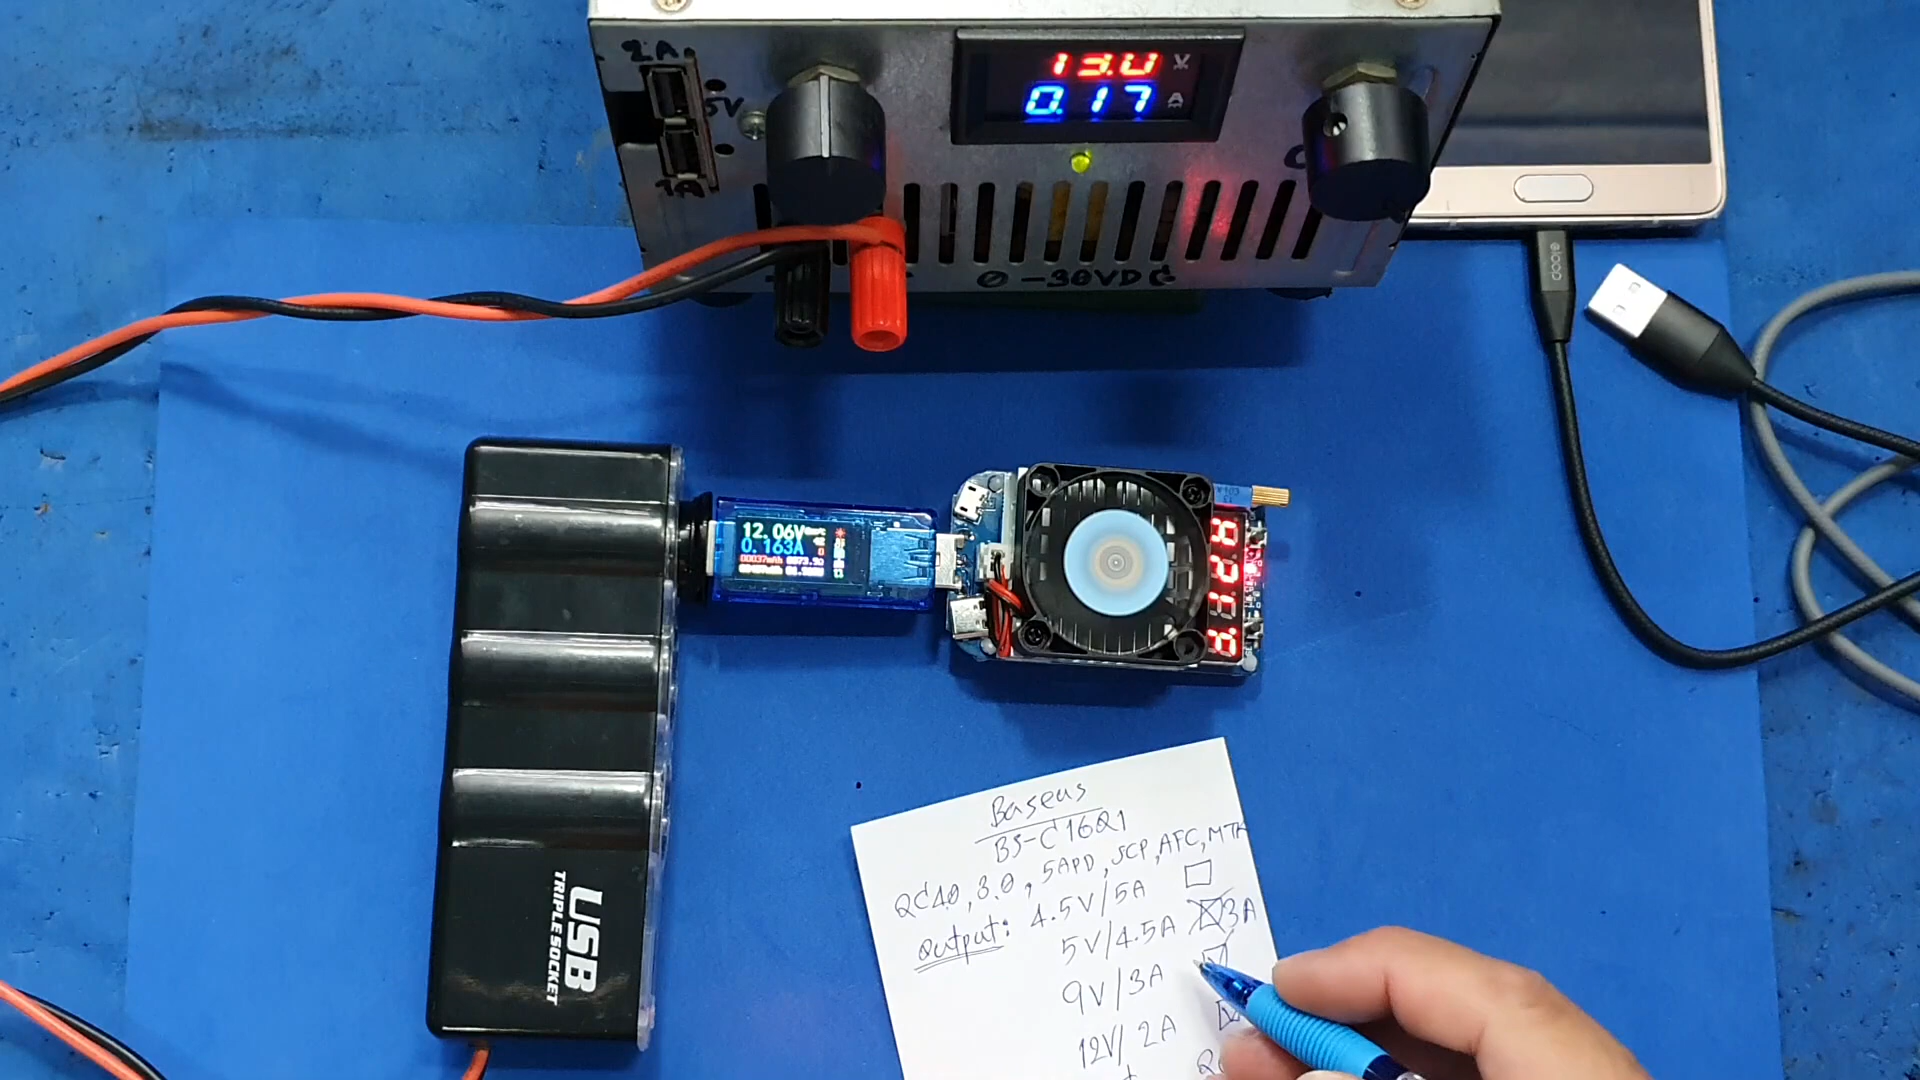 2A
5V
1A
13.0 V
0.17 A
0-30VDC
doop
12.06V
0.163A
USB
TRIPLE SOCKET
Baseus
BS-C16Q1
QC4.0, 3.0, 5APD, SCP, AFC, MTK
output: 4.5V/5A
5V/4.5A 3A
9V/3A
12V/2A